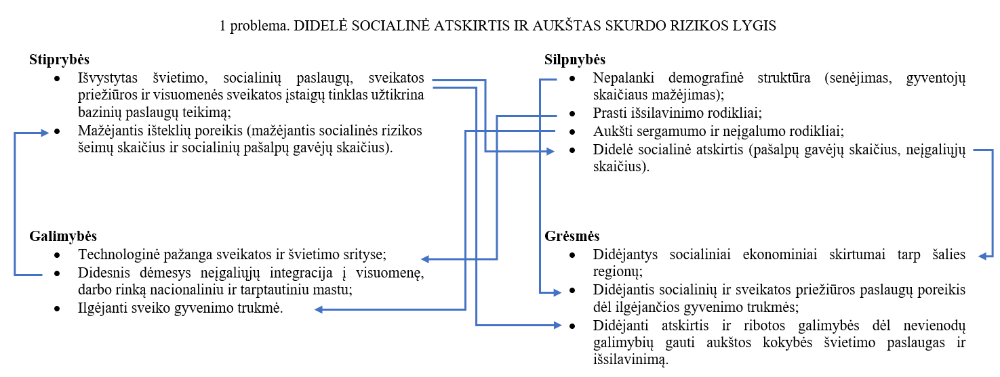 1 problema. DIDELĖ SOCIALINĖ ATSKIRTIS IR AUKŠTAS SKURDO RIZIKOS LYGIS
Stiprybės
• Išvystytas švietimo, socialinių paslaugų, sveikatos
priežiūros ir visuomenės sveikatos įstaigų tinklas užtikrina
bazinių paslaugų teikimą;
• Mažėjantis išteklių poreikis (mažėjantis socialinės rizikos
šeimų skaičius ir socialinių pašalpų gavėjų skaičius).
Silpnybės
• Nepalanki demografinė struktūra (senėjimas, gyventojų
skaičiaus mažėjimas);
• Prasti išsilavinimo rodikliai;
• Aukšti sergamumo ir neįgalumo rodikliai;
• Didelė socialinė atskirtis (pašalpų gavėjų skaičius, neįgaliųjų
skaičius).
Galimybės
• Technologinė pažanga sveikatos ir švietimo srityse;
• Didesnis dėmesys neįgaliųjų integracija į visuomenę,
darbo rinką nacionaliniu ir tarptautiniu mastu;
• Ilgėjanti sveiko gyvenimo trukmė.
Grėsmės
• Didėjantys socialiniai ekonominiai skirtumai tarp šalies
regionų;
• Didėjantis socialinių ir sveikatos priežiūros paslaugų poreikis
dėl ilgėjančios gyvenimo trukmės;
• Didėjanti atskirtis ir ribotos galimybės dėl nevienodų
galimybių gauti aukštos kokybės švietimo paslaugas ir
išsilavinimą.